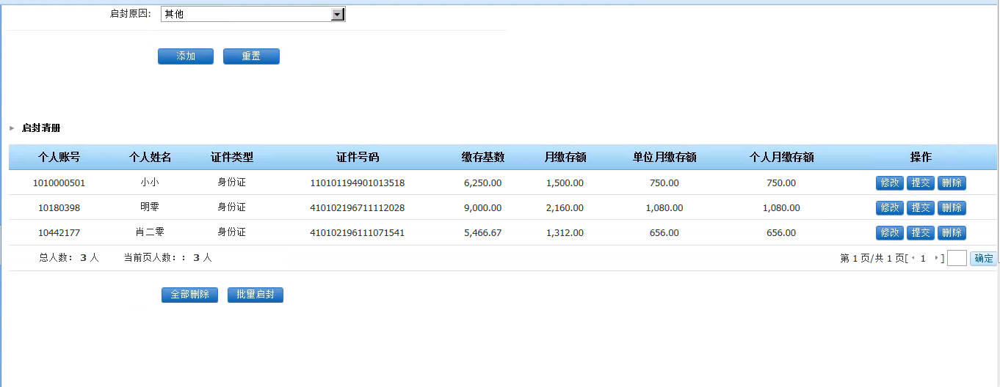 启封原因: 其他
添加 重置
启封清册
个人账号 个人姓名 证件类型 证件号码 缴存基数 月缴存额 单位月缴存额 个人月缴存额 操作
1010000501 小小 身份证 110101194901013518 6,250.00 1,500.00 750.00 750.00 修改 提交 删除
10180398 明零 身份证 410102196711112028 9,000.00 2,160.00 1,080.00 1,080.00 修改 提交 删除
10442177 肖二零 身份证 410102196111071541 5,466.67 1,312.00 656.00 656.00 修改 提交 删除
总人数: 3 人 当前页人数: : 3 人 第 1 页/共 1 页[ 1 ] 确定
全部删除 批量启封